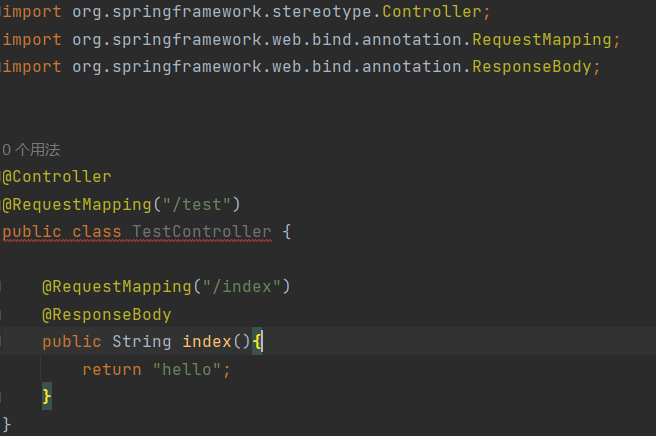 import org.springframework.stereotype.Controller;
import org.springframework.web.bind.annotation.RequestMapping;
import org.springframework.web.bind.annotation.ResponseBody;
0 个用法
@Controller
@RequestMapping("/test")
public class TestController {
@RequestMapping("/index")
@ResponseBody
public String index(){
return "hello";
}
}